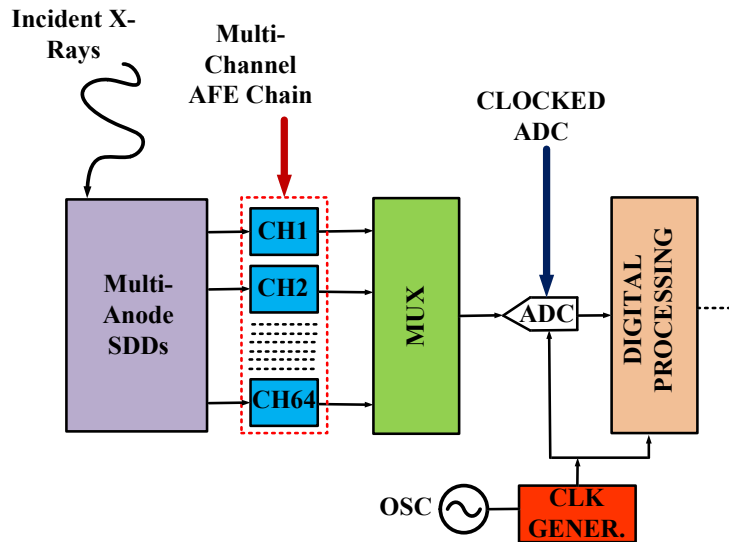 Incident X-
Rays
Multi-
Channel
AFE Chain
CLOCKED
ADC
Multi-
Anode
SDDs
CH1
CH2
CH64
MUX
ADC
DIGITAL
PROCESSING
OSC
CLK
GENER.